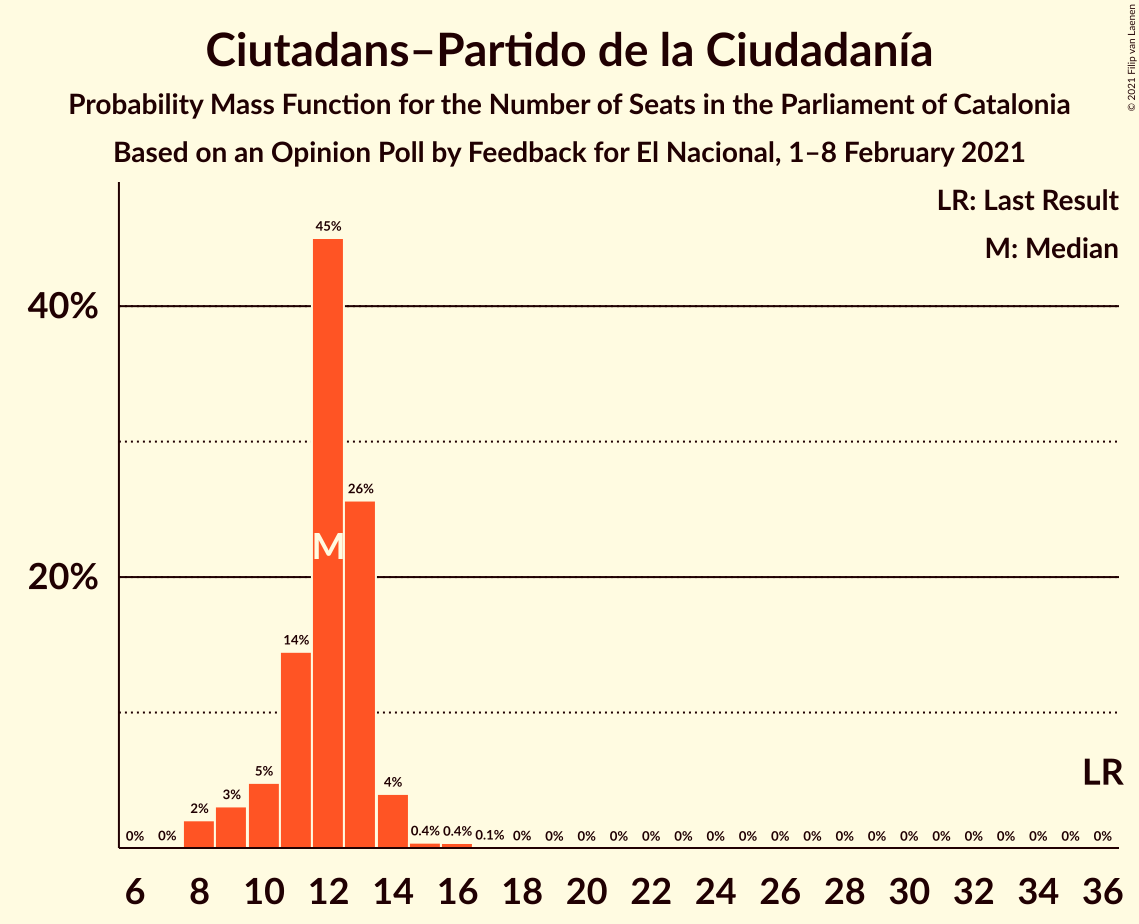 Ciutadans–Partido de la Ciudadanía
Probability Mass Function for the Number of Seats in the Parliament of Catalonia
Based on an Opinion Poll by Feedback for El Nacional, 1–8 February 2021
© 2021 Filip van Laenen
LR: Last Result
M: Median
45%
40%
26%
M
20%
14%
LR
5%
4%
3%
2%
0% 0% 0.4% 0.4% 0.1% 0% 0% 0% 0% 0% 0% 0% 0% 0% 0% 0% 0% 0% 0% 0% 0% 0% 0% 0%
6 8 10 12 14 16 18 20 22 24 26 28 30 32 34 36